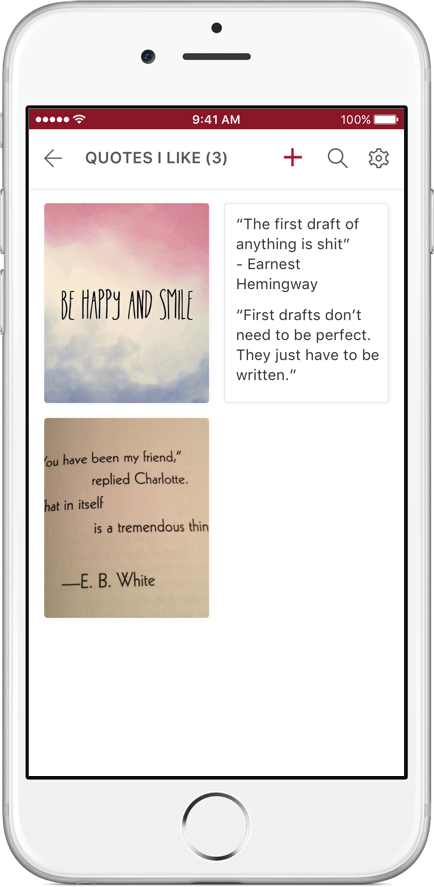 9:41 AM
100%
QUOTES I LIKE (3)
BE HAPPY AND SMILE
“The first draft of
anything is shit”
- Earnest
Hemingway
“First drafts don’t
need to be perfect.
They just have to be
written.”
You have been my friend,”
replied Charlotte.
That in itself
is a tremendous thin
—E. B. White